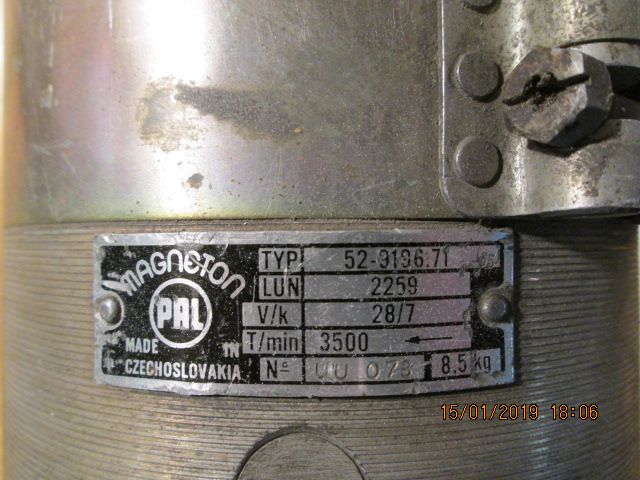 MAGNETON
PAL
MADE IN
CZECHOSLOVAKIA
TYP 52-9196.71
LUN 2259
V/k 28/7
T/min 3500 ←
Nº 073 8.5 kg
15/01/2019 18:06